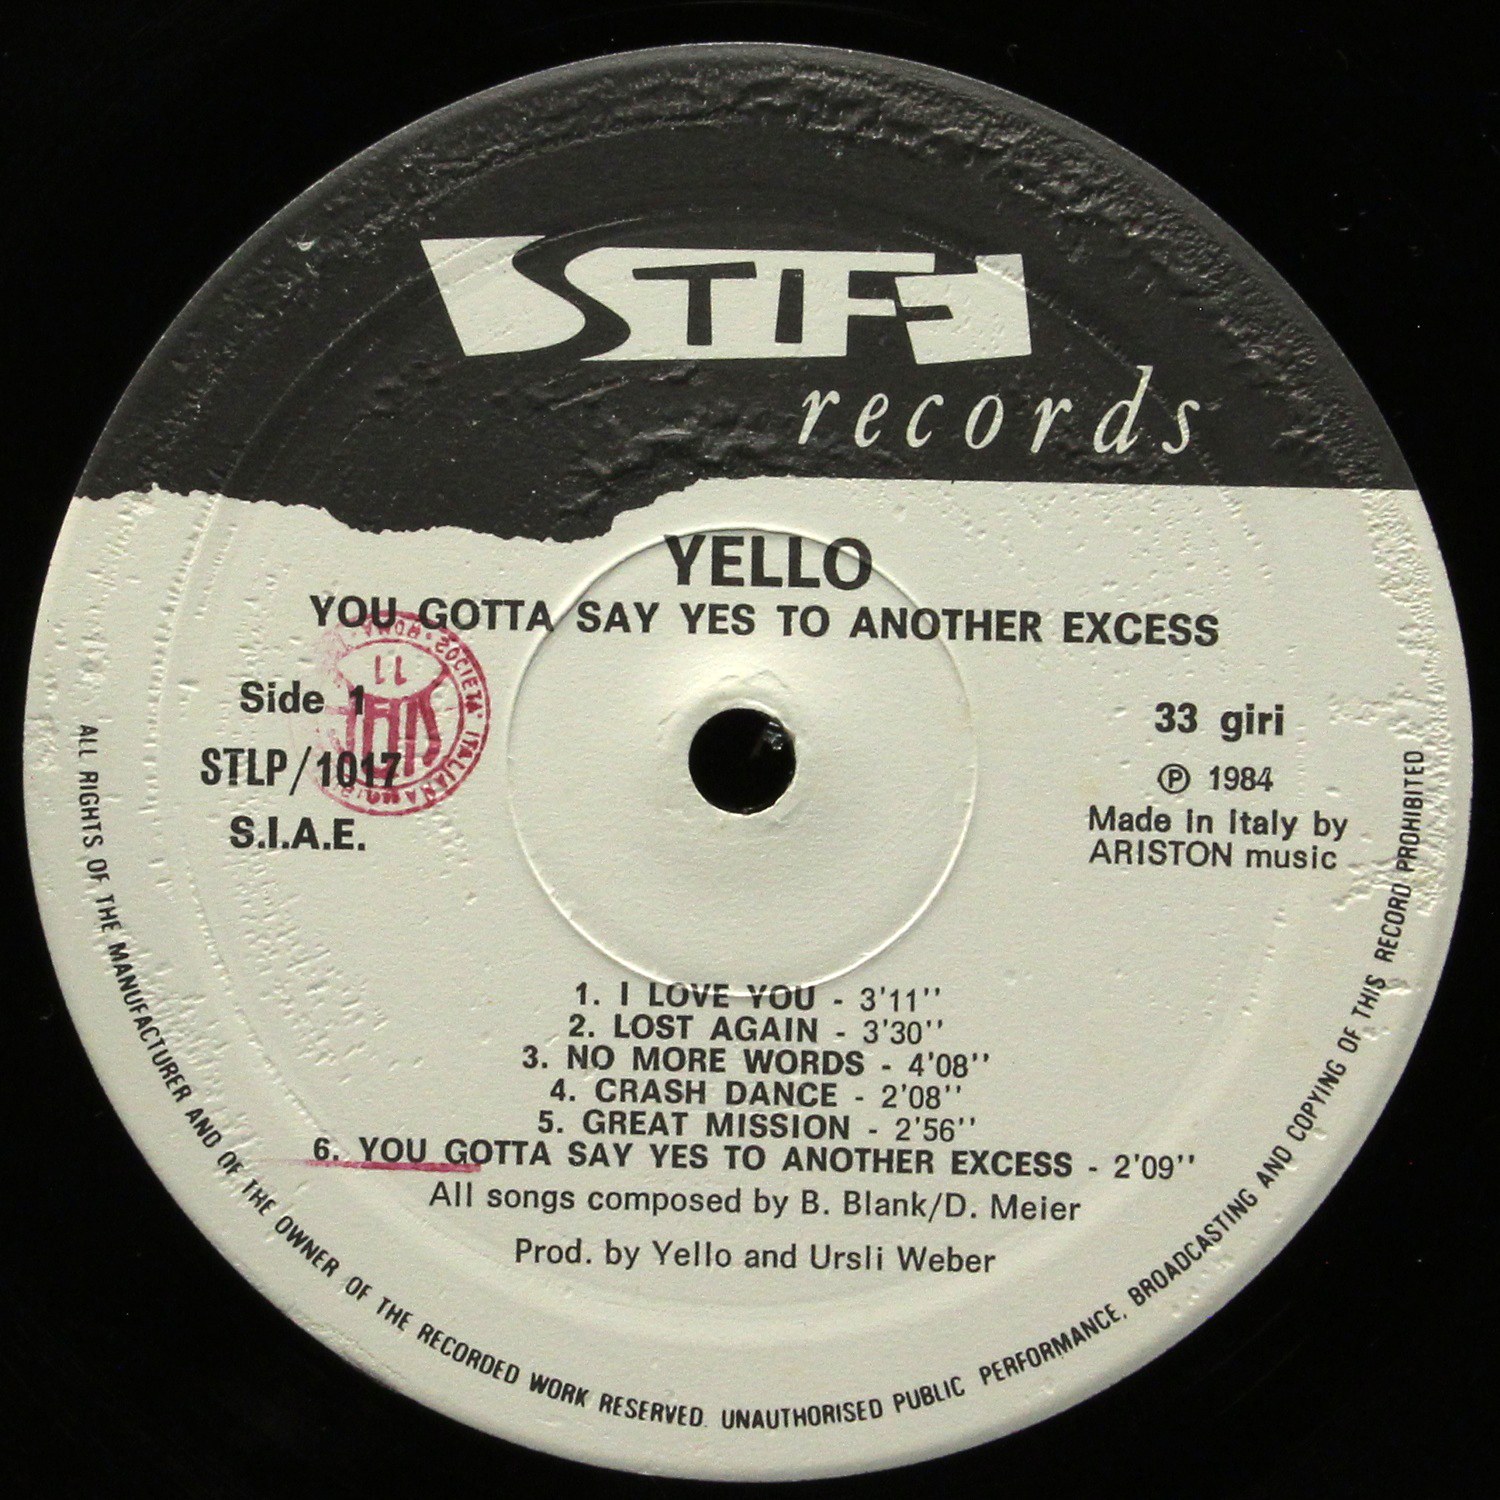 STIFF
records
YELLO
YOU GOTTA SAY YES TO ANOTHER EXCESS
Side 1
STLP/1017
S.I.A.E.
SOCIETA' ITALIANA
ROMA
11
33 giri
℗ 1984
Made in Italy by
ARISTON music
1. I LOVE YOU - 3'11''
2. LOST AGAIN - 3'30''
3. NO MORE WORDS - 4'08''
4. CRASH DANCE - 2'08''
5. GREAT MISSION - 2'56''
6. YOU GOTTA SAY YES TO ANOTHER EXCESS - 2'09''
All songs composed by B. Blank/D. Meier
Prod. by Yello and Ursli Weber
ALL RIGHTS OF THE MANUFACTURER AND OF THE OWNER OF THE RECORDED WORK RESERVED. UNAUTHORISED PUBLIC PERFORMANCE, BROADCASTING AND COPYING OF THIS RECORD PROHIBITED